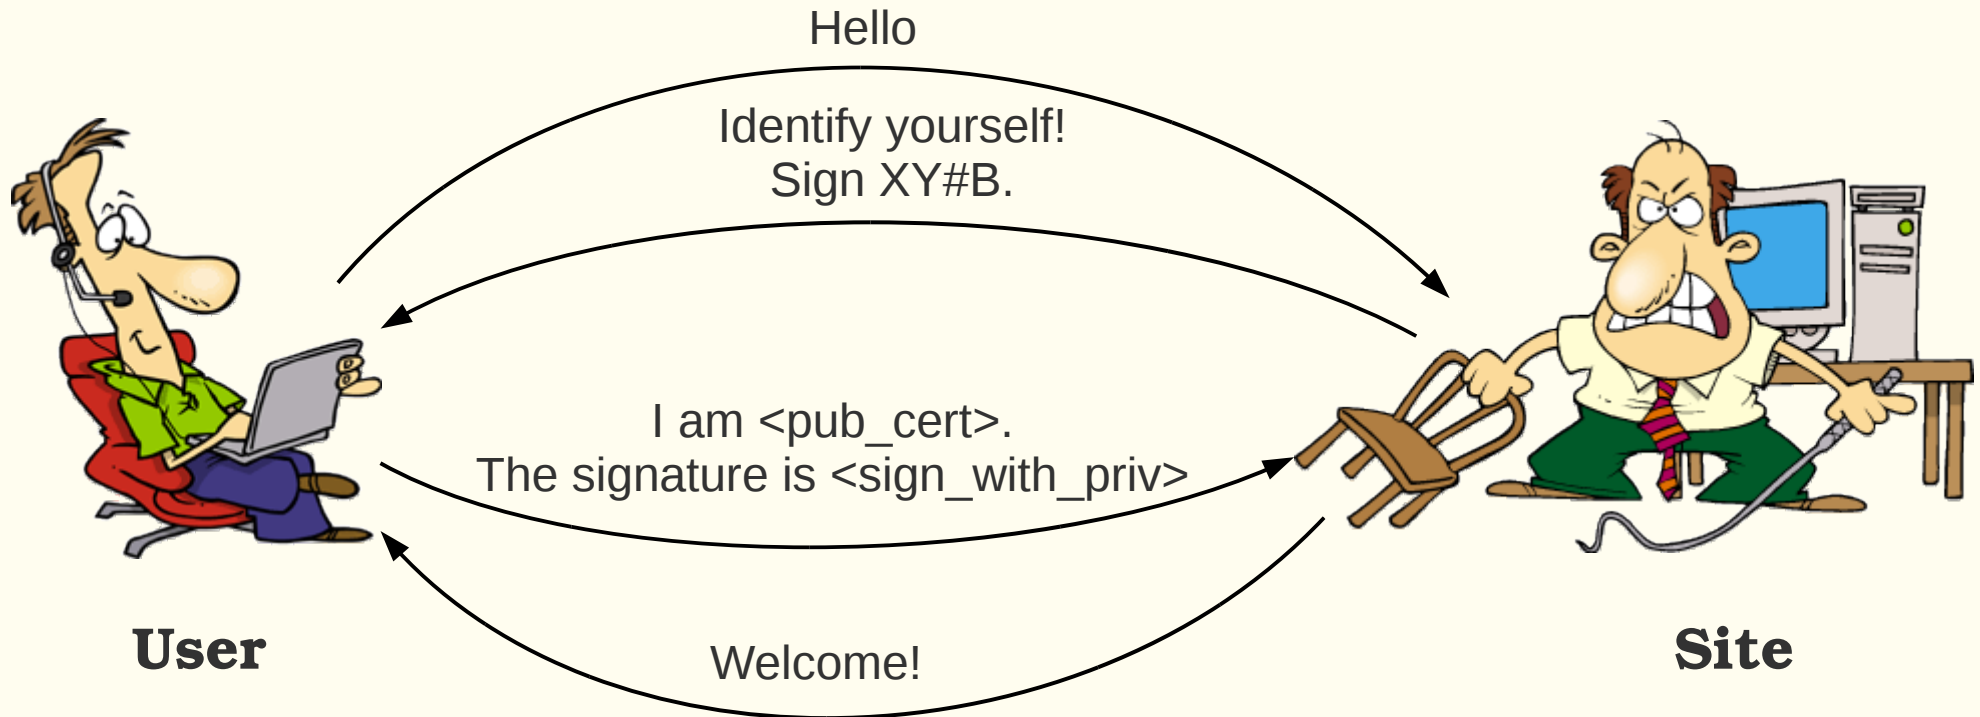 Hello
Identify yourself!
Sign XY#B.
I am <pub_cert>.
The signature is <sign_with_priv>
Welcome!
User
Site